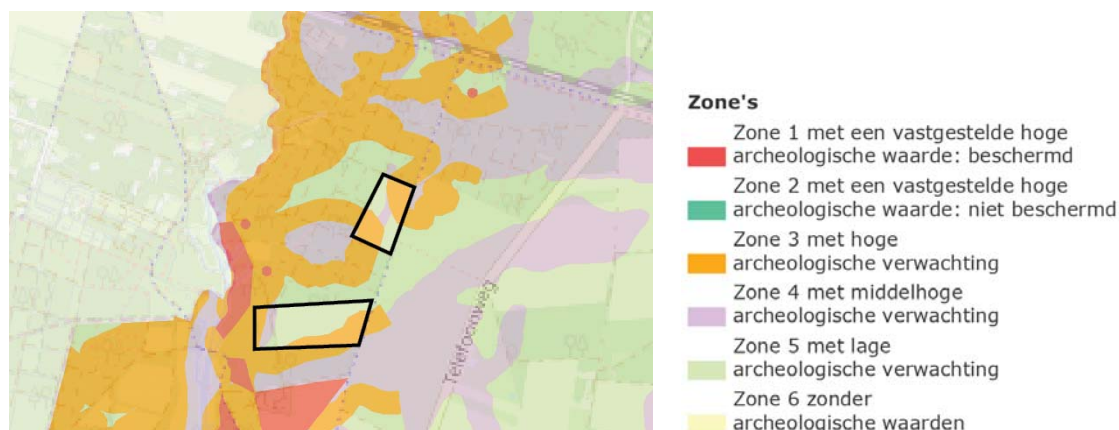 Telefoonweg
Zone's
Zone 1 met een vastgestelde hoge
archeologische waarde: beschermd
Zone 2 met een vastgestelde hoge
archeologische waarde: niet beschermd
Zone 3 met hoge
archeologische verwachting
Zone 4 met middelhoge
archeologische verwachting
Zone 5 met lage
archeologische verwachting
Zone 6 zonder
archeologische waarden